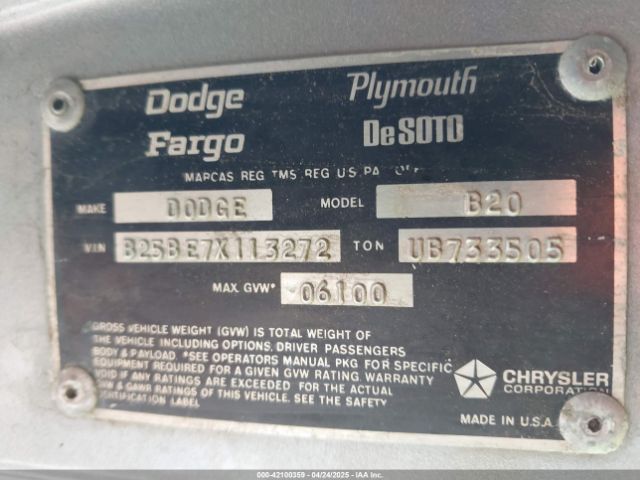 Dodge Plymouth
Fargo De SOTO
MARCAS REG TMS REG US PA OFF
MAKE DODGE MODEL B20
VIN B25BE7X113272 TON UB733505
MAX. GVW* 06100
GROSS VEHICLE WEIGHT (GVW) IS TOTAL WEIGHT OF
THE VEHICLE INCLUDING OPTIONS, DRIVER PASSENGERS
BODY & PAYLOAD *SEE OPERATORS MANUAL PKG FOR SPECIFIC
EQUIPMENT REQUIRED FOR A GIVEN GVW RATING. WARRANTY
VOID IF ANY RATINGS ARE EXCEEDED FOR THE ACTUAL
& GAWR RATINGS OF THIS VEHICLE. SEE THE SAFETY
LABEL
CHRYSLER
CORPORATION
MADE IN U.S.A.
000-42100359 - 04/24/2025 - IAA Inc.